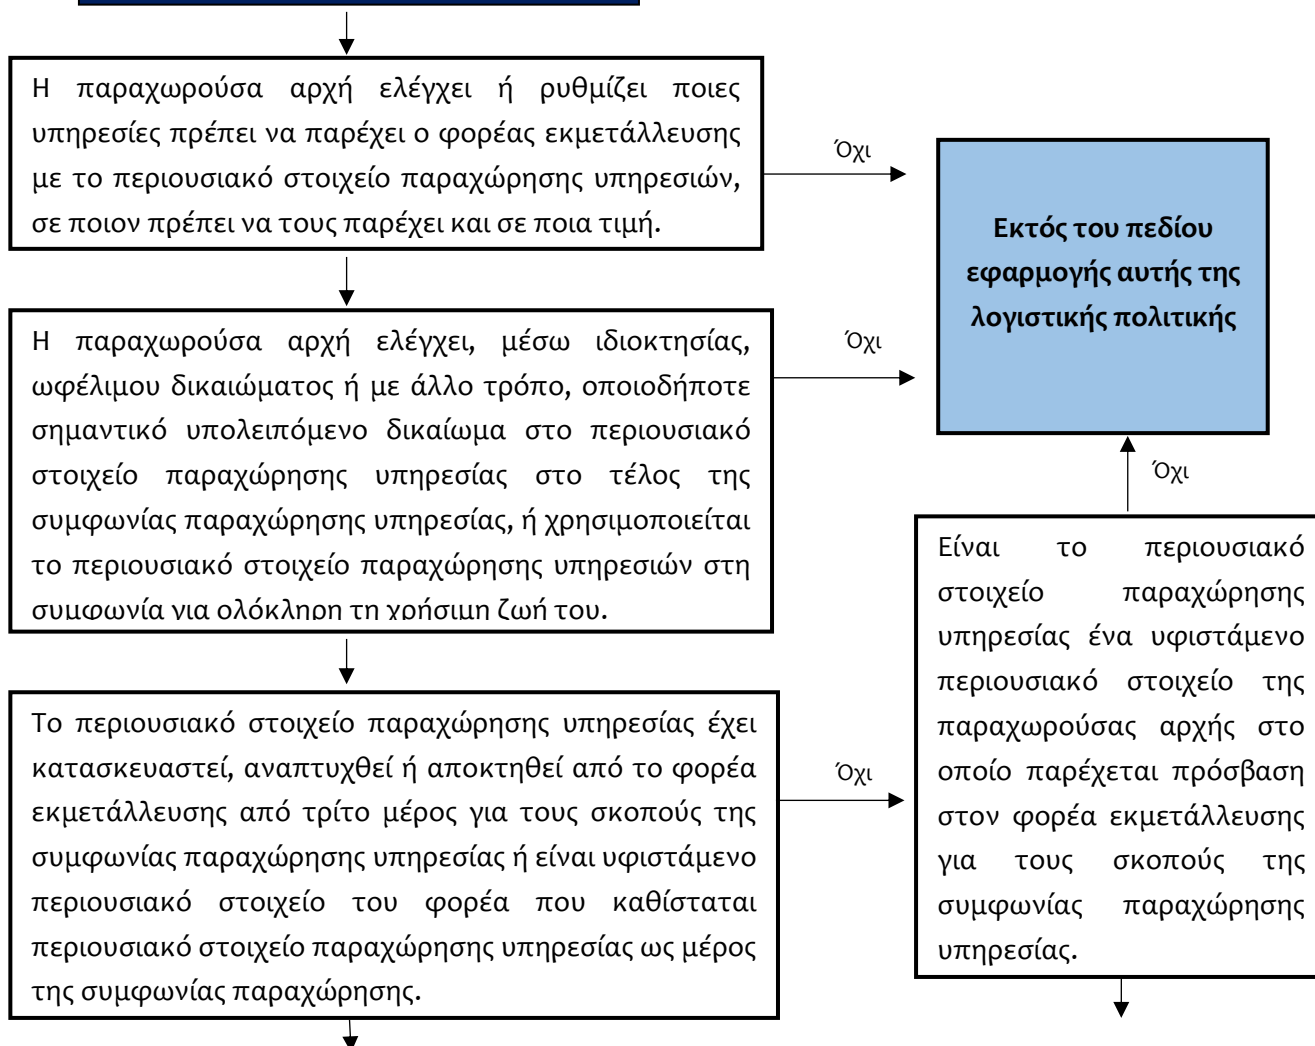 Η παραχωρούσα αρχή ελέγχει ή ρυθμίζει ποιες
υπηρεσίες πρέπει να παρέχει ο φορέας εκμετάλλευσης
με το περιουσιακό στοιχείο παραχώρησης υπηρεσιών,
σε ποιον πρέπει να τους παρέχει και σε ποια τιμή.
Όχι
Εκτός του πεδίου
εφαρμογής αυτής της
λογιστικής πολιτικής
Η παραχωρούσα αρχή ελέγχει, μέσω ιδιοκτησίας,
ωφέλιμου δικαιώματος ή με άλλο τρόπο, οποιοδήποτε
σημαντικό υπολειπόμενο δικαίωμα στο περιουσιακό
στοιχείο παραχώρησης υπηρεσίας στο τέλος της
συμφωνίας παραχώρησης υπηρεσίας, ή χρησιμοποιείται
το περιουσιακό στοιχείο παραχώρησης υπηρεσιών στη
συμφωνία για ολόκληρη τη χρήσιμη ζωή του.
Όχι
Το περιουσιακό στοιχείο παραχώρησης υπηρεσίας έχει
κατασκευαστεί, αναπτυχθεί ή αποκτηθεί από το φορέα
εκμετάλλευσης από τρίτο μέρος για τους σκοπούς της
συμφωνίας παραχώρησης υπηρεσίας ή είναι υφιστάμενο
περιουσιακό στοιχείο του φορέα που καθίσταται
περιουσιακό στοιχείο παραχώρησης υπηρεσίας ως μέρος
της συμφωνίας παραχώρησης.
Όχι
Όχι
Είναι το περιουσιακό
στοιχείο παραχώρησης
υπηρεσίας ένα υφιστάμενο
περιουσιακό στοιχείο της
παραχωρούσας αρχής στο
οποίο παρέχεται πρόσβαση
στον φορέα εκμετάλλευσης
για τους σκοπούς της
συμφωνίας παραχώρησης
υπηρεσίας.